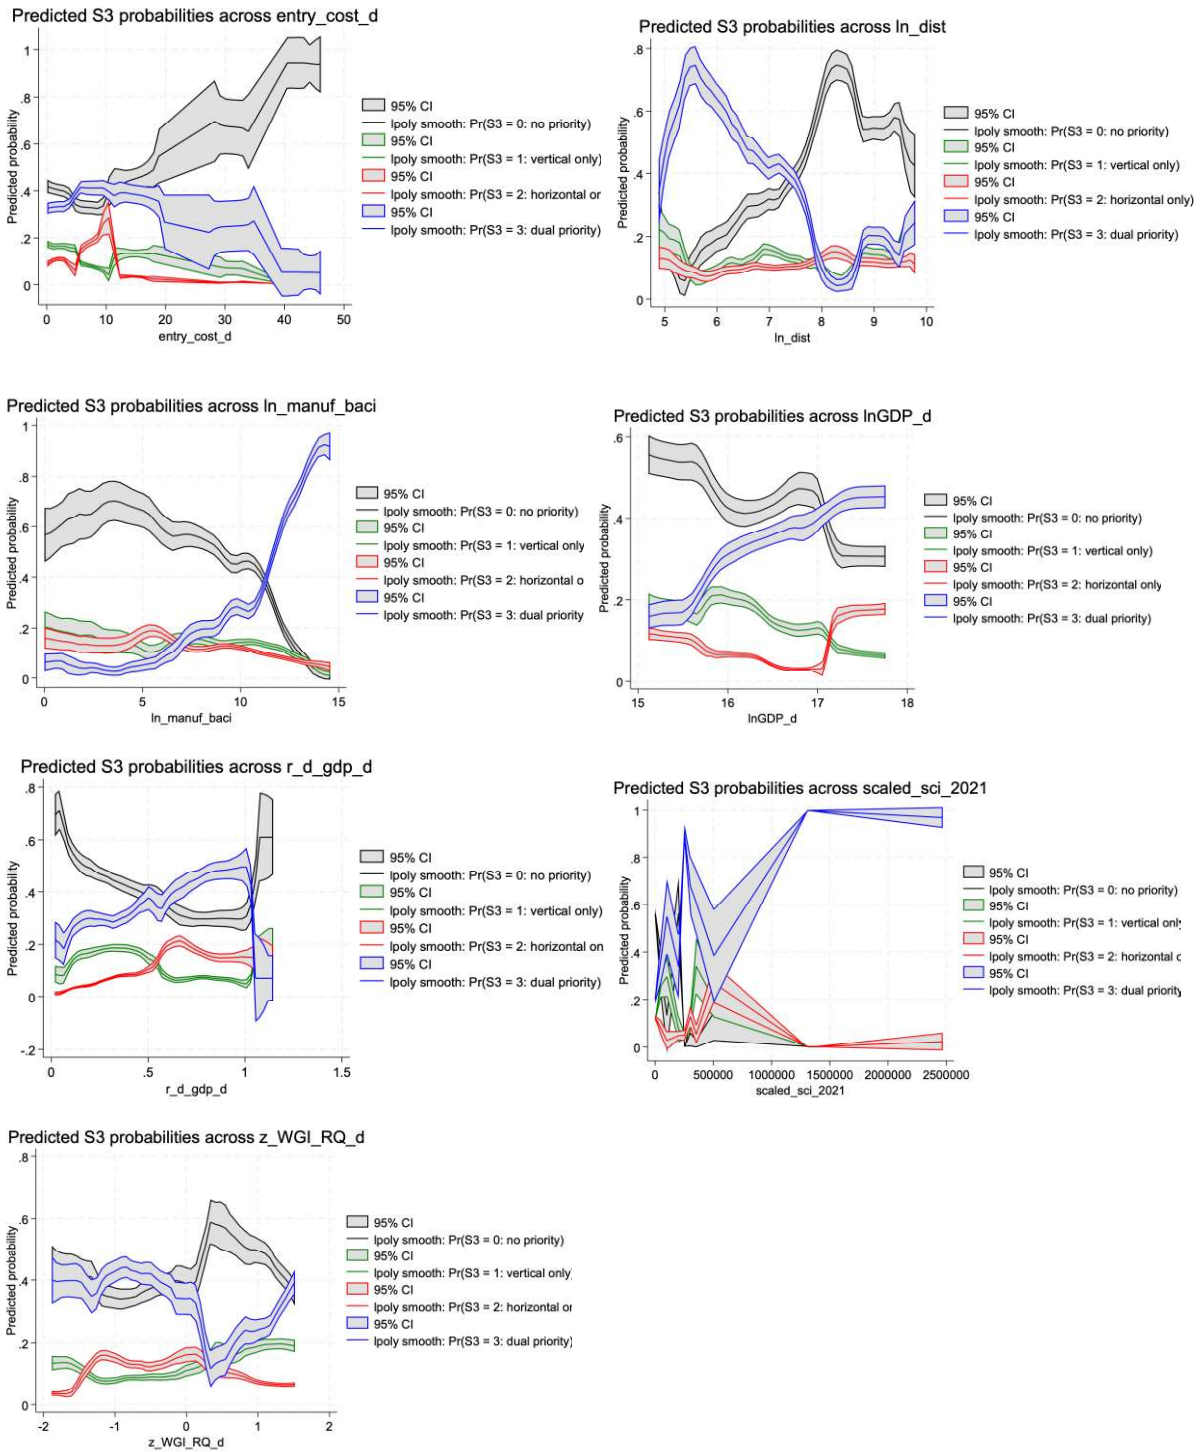 Predicted S3 probabilities across entry_cost_d
1
.8
.6
.4
.2
0
Predicted probability
0 10 20 30 40 50
entry_cost_d
95% CI
lpoly smooth: Pr(S3 = 0: no priority)
95% CI
lpoly smooth: Pr(S3 = 1: vertical only)
95% CI
lpoly smooth: Pr(S3 = 2: horizontal or
95% CI
lpoly smooth: Pr(S3 = 3: dual priority)
Predicted S3 probabilities across ln_dist
.8
.6
.4
.2
0
Predicted probability
5 6 7 8 9 10
ln_dist
95% CI
lpoly smooth: Pr(S3 = 0: no priority)
95% CI
lpoly smooth: Pr(S3 = 1: vertical only)
95% CI
lpoly smooth: Pr(S3 = 2: horizontal only)
95% CI
lpoly smooth: Pr(S3 = 3: dual priority)
Predicted S3 probabilities across ln_manuf_baci
1
.8
.6
.4
.2
0
Predicted probability
0 5 10 15
ln_manuf_baci
95% CI
lpoly smooth: Pr(S3 = 0: no priority)
95% CI
lpoly smooth: Pr(S3 = 1: vertical only
95% CI
lpoly smooth: Pr(S3 = 2: horizontal o
95% CI
lpoly smooth: Pr(S3 = 3: dual priority
Predicted S3 probabilities across lnGDP_d
.6
.4
.2
0
Predicted probability
15 16 17 18
lnGDP_d
95% CI
lpoly smooth: Pr(S3 = 0: no priority)
95% CI
lpoly smooth: Pr(S3 = 1: vertical only)
95% CI
lpoly smooth: Pr(S3 = 2: horizontal only
95% CI
lpoly smooth: Pr(S3 = 3: dual priority)
Predicted S3 probabilities across r_d_gdp_d
.8
.6
.4
.2
0
-.2
Predicted probability
0 .5 1 1.5
r_d_gdp_d
95% CI
lpoly smooth: Pr(S3 = 0: no priority)
95% CI
lpoly smooth: Pr(S3 = 1: vertical only)
95% CI
lpoly smooth: Pr(S3 = 2: horizontal on
95% CI
lpoly smooth: Pr(S3 = 3: dual priority)
Predicted S3 probabilities across scaled_sci_2021
1
.8
.6
.4
.2
0
Predicted probability
0 500000 1000000 1500000 2000000 2500000
scaled_sci_2021
95% CI
lpoly smooth: Pr(S3 = 0: no priority)
95% CI
lpoly smooth: Pr(S3 = 1: vertical only
95% CI
lpoly smooth: Pr(S3 = 2: horizontal o
95% CI
lpoly smooth: Pr(S3 = 3: dual priority
Predicted S3 probabilities across z_WGI_RQ_d
.8
.6
.4
.2
0
Predicted probability
-2 -1 0 1 2
z_WGI_RQ_d
95% CI
lpoly smooth: Pr(S3 = 0: no priority)
95% CI
lpoly smooth: Pr(S3 = 1: vertical only)
95% CI
lpoly smooth: Pr(S3 = 2: horizontal or
95% CI
lpoly smooth: Pr(S3 = 3: dual priority)